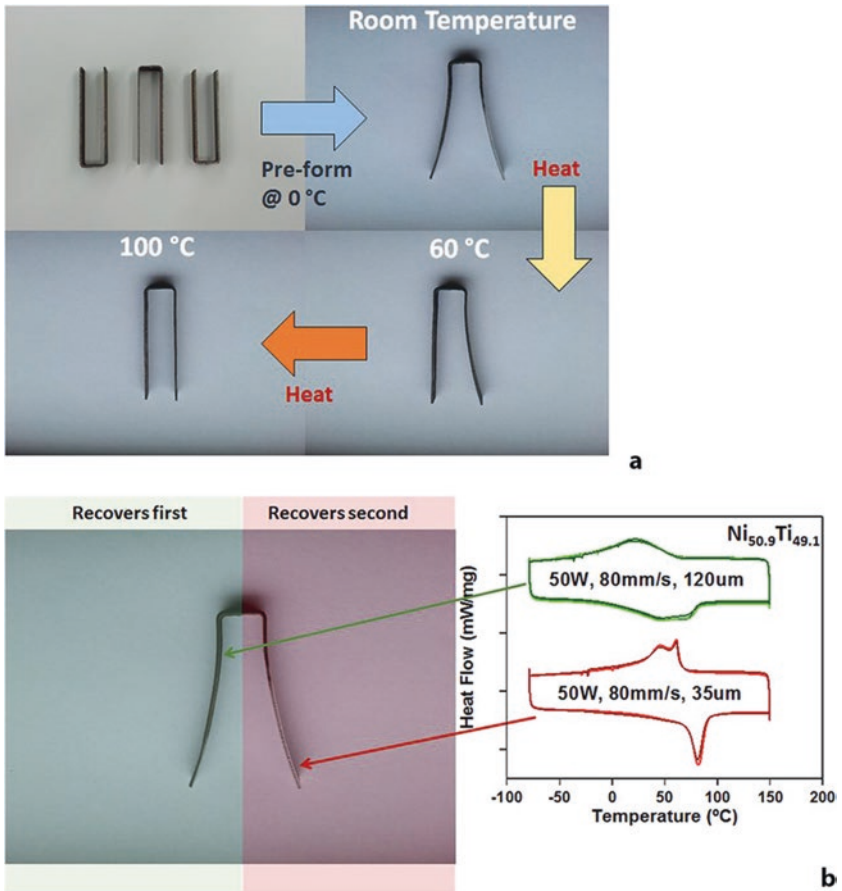 Room Temperature
Pre-form
@ 0 °C
Heat
100 °C
60 °C
Heat
a
Recovers first
Recovers second
Ni50.9Ti49.1
50W, 80mm/s, 120um
50W, 80mm/s, 35um
Heat Flow (mW/mg)
-100 -50 0 50 100 150 200
Temperature (ºC)
b